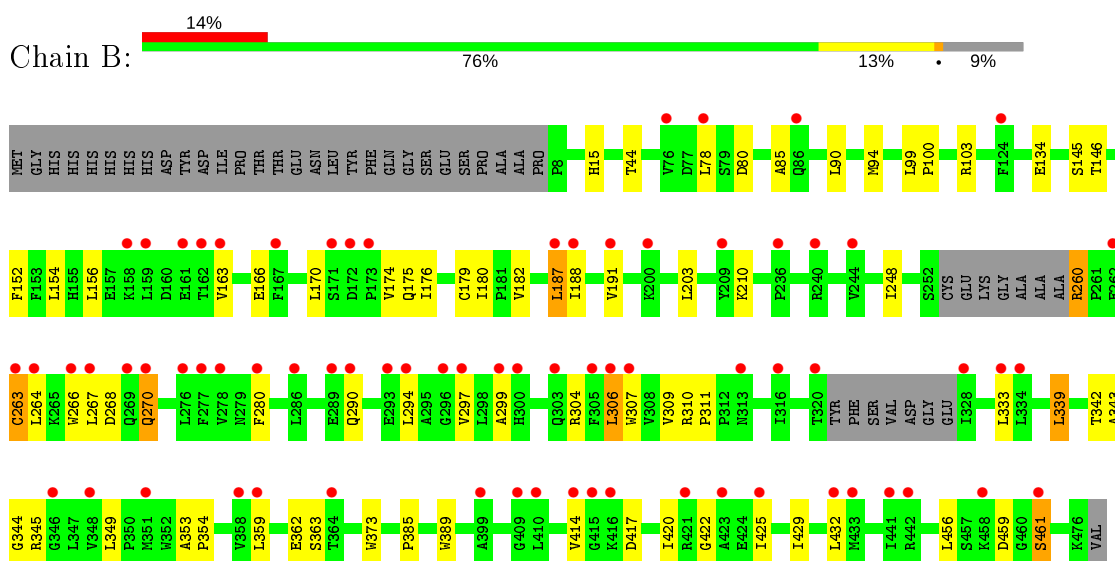 14%
Chain B:
76% 13% • 9%
MET GLY HIS HIS HIS HIS HIS HIS ASP TYR ASP ILE PRO THR THR GLU ASN LEU TYR PHE GLN GLY SER GLU SER PRO ALA ALA PRO P8 H15 T44 V76 D77 L78 S79 D80 A85 Q86 L90 M94 L99 P100 R103 F124 E134 S145 T146
F152 F153 L154 H155 L156 E157 K158 L159 D160 E161 T162 V163 E166 F167 L170 S171 D172 P173 V174 Q175 I176 C179 I180 P181 V182 L187 I188 V191 K200 L203 Y209 K210 P236 R240 V244 I248 S252 CYS GLU LYS GLY ALA ALA ALA R260 P261
C263 L264 K265 W266 L267 D268 Q269 Q270 L276 F277 V278 N279 F280 L286 E289 Q290 E293 L294 A295 G296 V297 L298 A299 H300 Q303 R304 F305 L306 W307 V308 V309 R310 P311 P312 N313 I316 T320 TYR PHE SER VAL ASP GLY GLU I328 L333 L334 L339 T342 A343
G344 R345 G346 L347 V348 L349 P350 M351 W352 A353 P354 V358 L359 E362 S363 T364 W373 P385 W389 A399 G409 L410 V414 G415 K416 D417 I420 R421 G422 A423 E424 I425 I429 L432 M433 I441 R442 L456 S457 K458 D459 G460 S461 K476 VAL